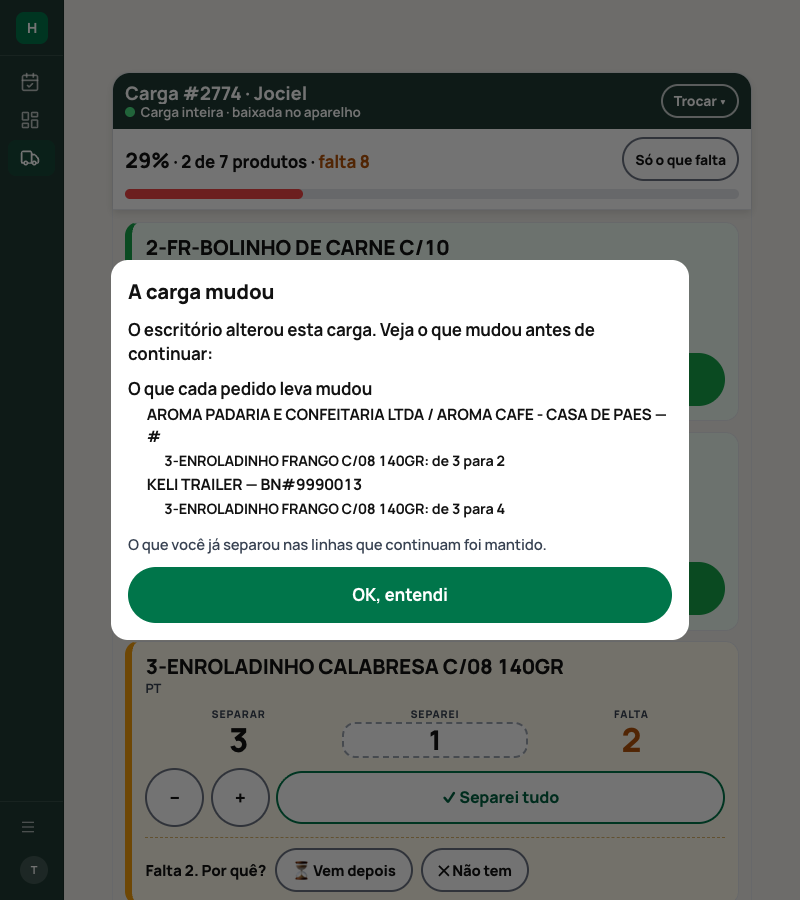 H
Carga #2774 · Jociel
Carga inteira · baixada no aparelho
Trocar ▾
29% · 2 de 7 produtos · falta 8
Só o que falta
2-FR-BOLINHO DE CARNE C/10
A carga mudou
O escritório alterou esta carga. Veja o que mudou antes de
continuar:
O que cada pedido leva mudou
AROMA PADARIA E CONFEITARIA LTDA / AROMA CAFE - CASA DE PAES —
#
3-ENROLADINHO FRANGO C/08 140GR: de 3 para 2
KELI TRAILER — BN#9990013
3-ENROLADINHO FRANGO C/08 140GR: de 3 para 4
O que você já separou nas linhas que continuam foi mantido.
OK, entendi
3-ENROLADINHO CALABRESA C/08 140GR
PT
SEPARAR SEPAREI FALTA
3 1 2
− + ✓ Separei tudo
Falta 2. Por quê? ⏳ Vem depois ✕ Não tem
T